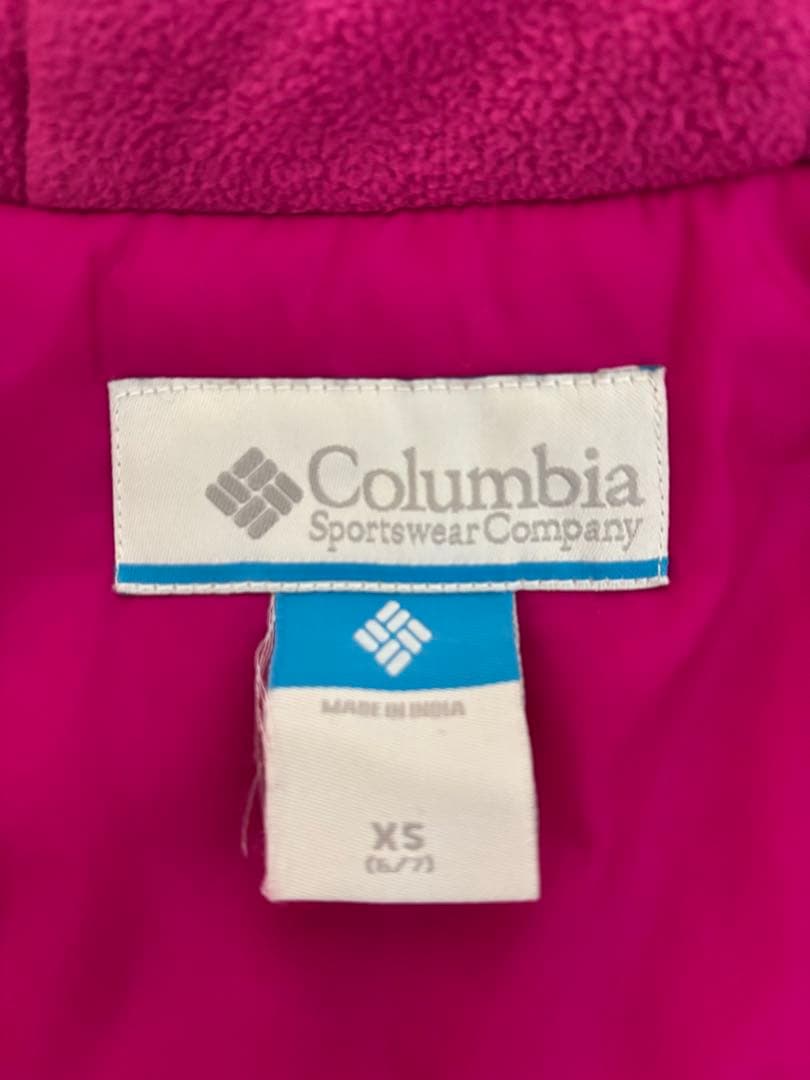 Columbia
Sportswear Company
MADE IN INDIA
XS
(6/7)